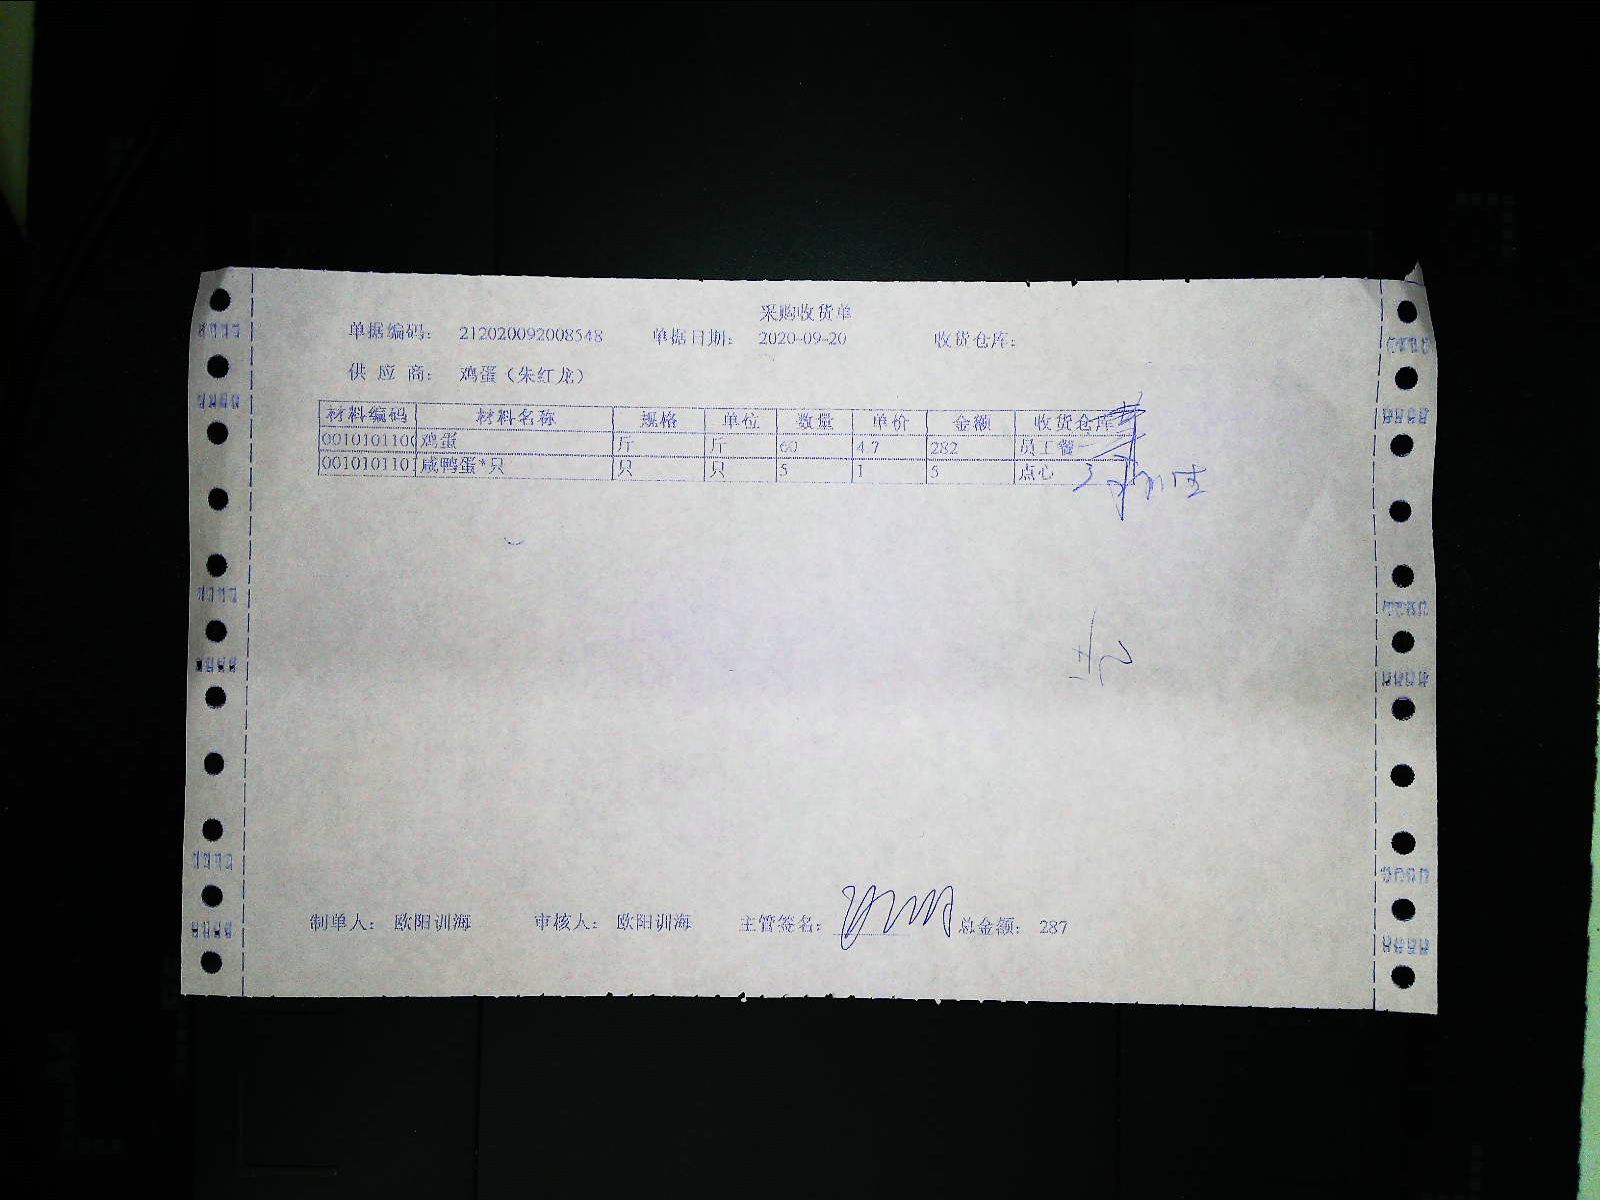 采购收货单
单据编码: 212020092008548 单据日期: 2020-09-20 收货仓库:
供 应 商: 鸡蛋（朱红龙）
材料编码 材料名称 规格 单位 数量 单价 金额 收货仓库
0010101100 鸡蛋 斤 斤 60 4.7 282 员工餐
0010101101 咸鸭蛋*只 只 只 5 1 5 点心
制单人: 欧阳训海 审核人: 欧阳训海 主管签名: 总金额: 287